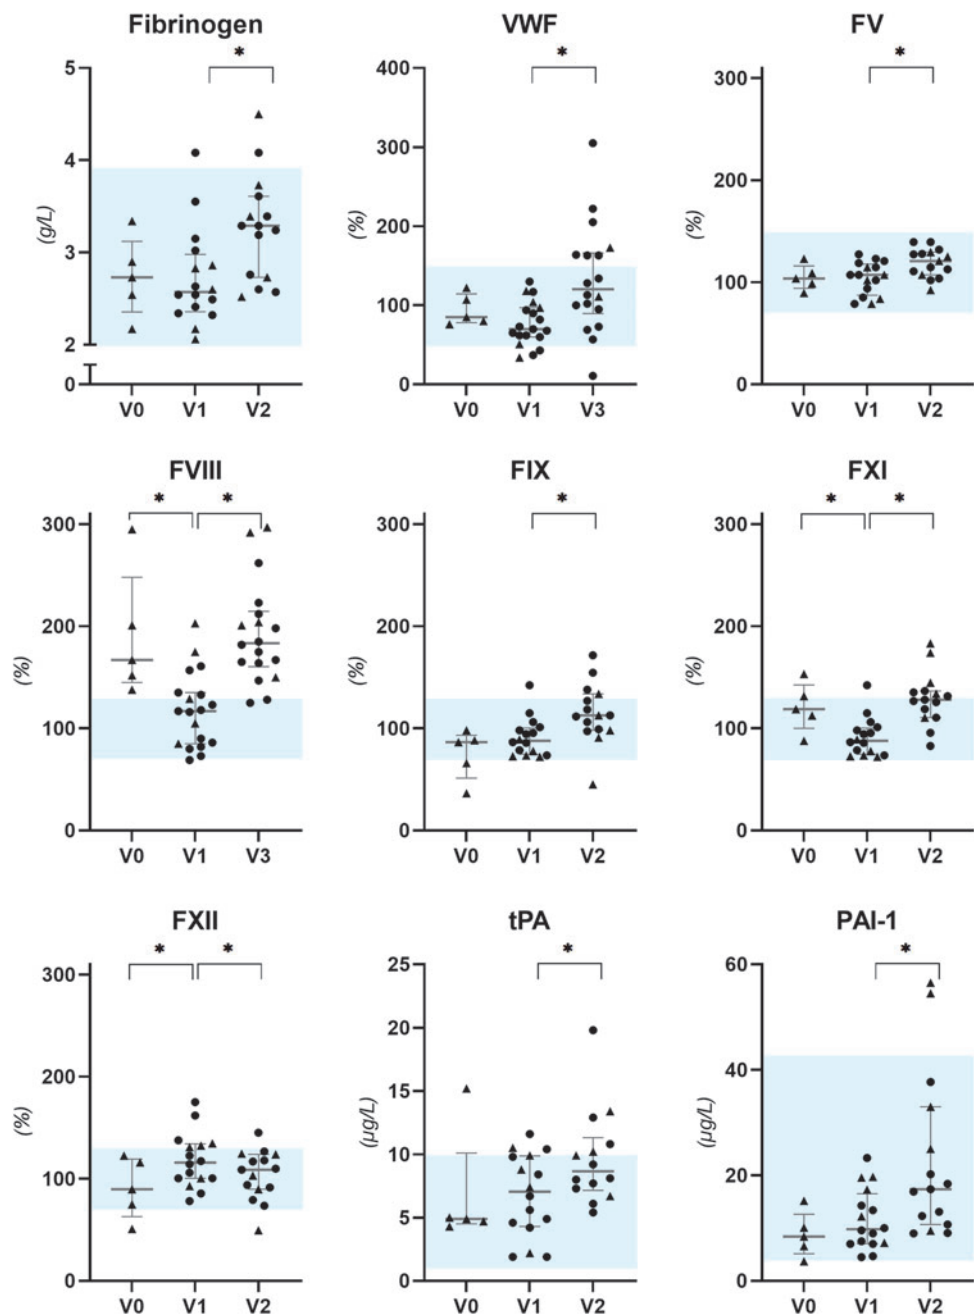 Fibrinogen
*
5
4
3
2
0
(g/L)
V0 V1 V2
VWF
*
400
300
200
100
0
(%)
V0 V1 V3
FV
*
300
200
100
0
(%)
V0 V1 V2
FVIII
* *
300
200
100
0
(%)
V0 V1 V3
FIX
*
300
200
100
0
(%)
V0 V1 V2
FXI
* *
300
200
100
0
(%)
V0 V1 V2
FXII
* *
300
200
100
0
(%)
V0 V1 V2
tPA
*
25
20
15
10
5
0
(µg/L)
V0 V1 V2
PAI-1
*
60
40
20
0
(µg/L)
V0 V1 V2